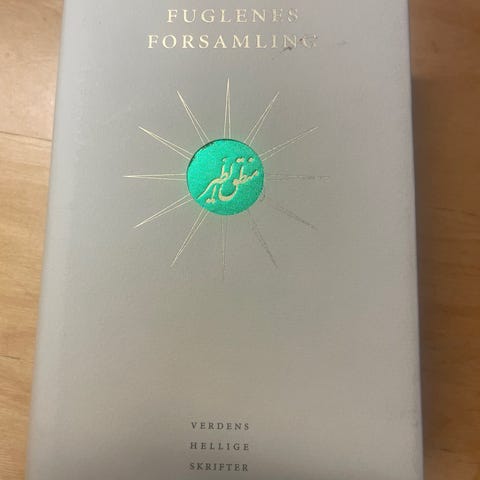 FUGLENES
FORSAMLING
منطق الطیر
VERDENS
HELLIGE
SKRIFTER